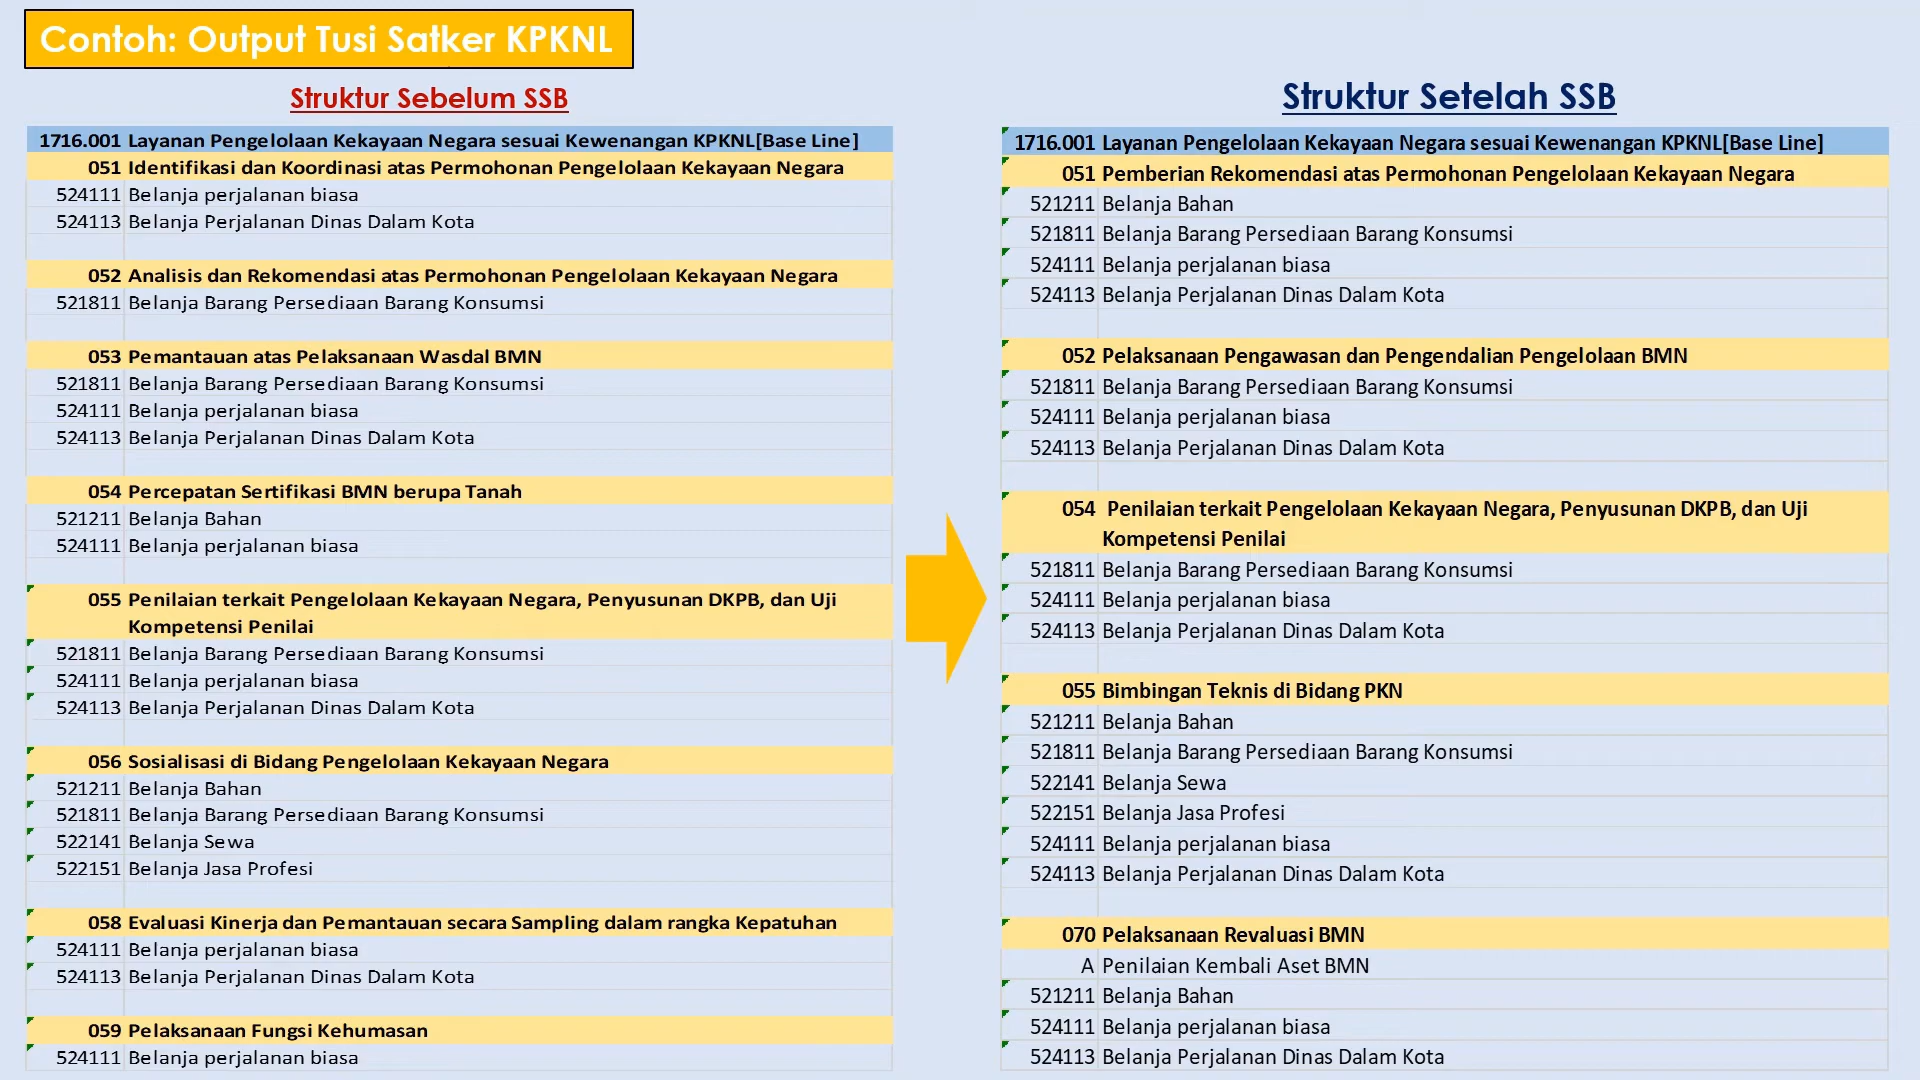 Contoh: Output Tusi Satker KPKNL
Struktur Sebelum SSB
1716.001 Layanan Pengelolaan Kekayaan Negara sesuai Kewenangan KPKNL[Base Line]
051 Identifikasi dan Koordinasi atas Permohonan Pengelolaan Kekayaan Negara
524111 Belanja perjalanan biasa
524113 Belanja Perjalanan Dinas Dalam Kota
052 Analisis dan Rekomendasi atas Permohonan Pengelolaan Kekayaan Negara
521811 Belanja Barang Persediaan Barang Konsumsi
053 Pemantauan atas Pelaksanaan Wasdal BMN
521811 Belanja Barang Persediaan Barang Konsumsi
524111 Belanja perjalanan biasa
524113 Belanja Perjalanan Dinas Dalam Kota
054 Percepatan Sertifikasi BMN berupa Tanah
521211 Belanja Bahan
524111 Belanja perjalanan biasa
055 Penilaian terkait Pengelolaan Kekayaan Negara, Penyusunan DKPB, dan Uji
Kompetensi Penilai
521811 Belanja Barang Persediaan Barang Konsumsi
524111 Belanja perjalanan biasa
524113 Belanja Perjalanan Dinas Dalam Kota
056 Sosialisasi di Bidang Pengelolaan Kekayaan Negara
521211 Belanja Bahan
521811 Belanja Barang Persediaan Barang Konsumsi
522141 Belanja Sewa
522151 Belanja Jasa Profesi
058 Evaluasi Kinerja dan Pemantauan secara Sampling dalam rangka Kepatuhan
524111 Belanja perjalanan biasa
524113 Belanja Perjalanan Dinas Dalam Kota
059 Pelaksanaan Fungsi Kehumasan
524111 Belanja perjalanan biasa
Struktur Setelah SSB
1716.001 Layanan Pengelolaan Kekayaan Negara sesuai Kewenangan KPKNL[Base Line]
051 Pemberian Rekomendasi atas Permohonan Pengelolaan Kekayaan Negara
521211 Belanja Bahan
521811 Belanja Barang Persediaan Barang Konsumsi
524111 Belanja perjalanan biasa
524113 Belanja Perjalanan Dinas Dalam Kota
052 Pelaksanaan Pengawasan dan Pengendalian Pengelolaan BMN
521811 Belanja Barang Persediaan Barang Konsumsi
524111 Belanja perjalanan biasa
524113 Belanja Perjalanan Dinas Dalam Kota
054 Penilaian terkait Pengelolaan Kekayaan Negara, Penyusunan DKPB, dan Uji
Kompetensi Penilai
521811 Belanja Barang Persediaan Barang Konsumsi
524111 Belanja perjalanan biasa
524113 Belanja Perjalanan Dinas Dalam Kota
055 Bimbingan Teknis di Bidang PKN
521211 Belanja Bahan
521811 Belanja Barang Persediaan Barang Konsumsi
522141 Belanja Sewa
522151 Belanja Jasa Profesi
524111 Belanja perjalanan biasa
524113 Belanja Perjalanan Dinas Dalam Kota
070 Pelaksanaan Revaluasi BMN
A Penilaian Kembali Aset BMN
521211 Belanja Bahan
524111 Belanja perjalanan biasa
524113 Belanja Perjalanan Dinas Dalam Kota